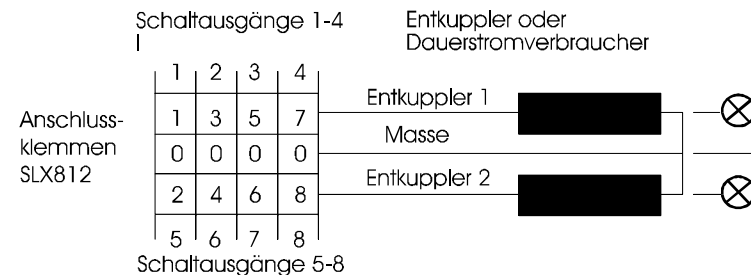 Schaltausgänge 1-4
Entkuppler oder
Dauerstromverbraucher
1 2 3 4
Anschluss-
klemmen
SLX812
1 3 5 7
0 0 0 0
2 4 6 8
5 6 7 8
Entkuppler 1
Masse
Entkuppler 2
Schaltausgänge 5-8